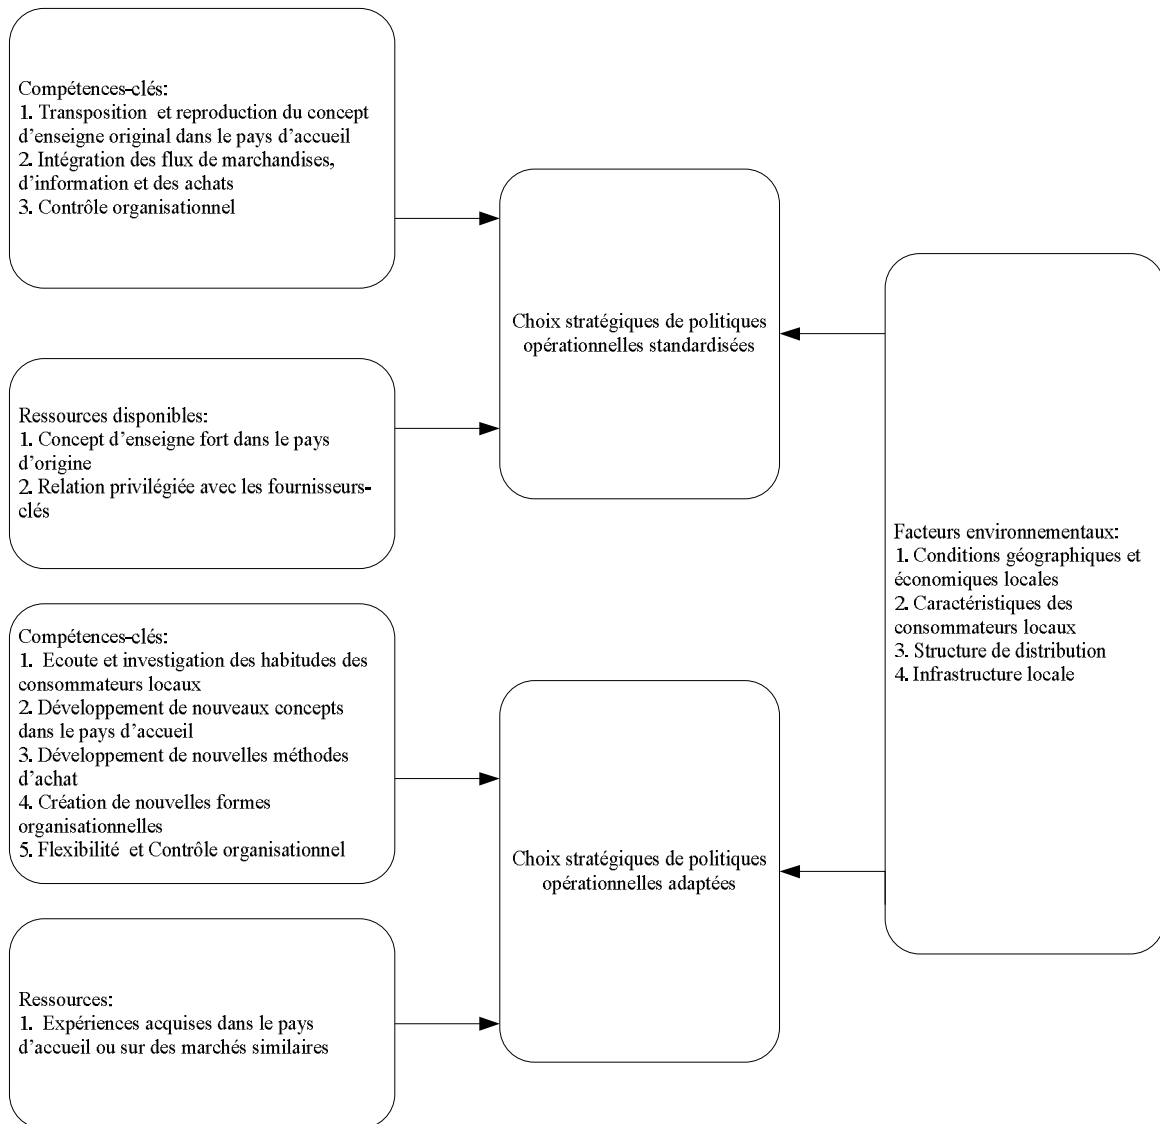 Compétences-clés:
1. Transposition et reproduction du concept
d'enseigne original dans le pays d'accueil
2. Intégration des flux de marchandises,
d'information et des achats
3. Contrôle organisationnel
Ressources disponibles:
1. Concept d'enseigne fort dans le pays
d'origine
2. Relation privilégiée avec les fournisseurs-
clés
Compétences-clés:
1. Ecoute et investigation des habitudes des
consommateurs locaux
2. Développement de nouveaux concepts
dans le pays d'accueil
3. Développement de nouvelles méthodes
d'achat
4. Création de nouvelles formes
organisationnelles
5. Flexibilité et Contrôle organisationnel
Ressources:
1. Expériences acquises dans le pays
d'accueil ou sur des marchés similaires
Choix stratégiques de politiques
opérationnelles standardisées
Choix stratégiques de politiques
opérationnelles adaptées
Facteurs environnementaux:
1. Conditions géographiques et
économiques locales
2. Caractéristiques des
consommateurs locaux
3. Structure de distribution
4. Infrastructure locale